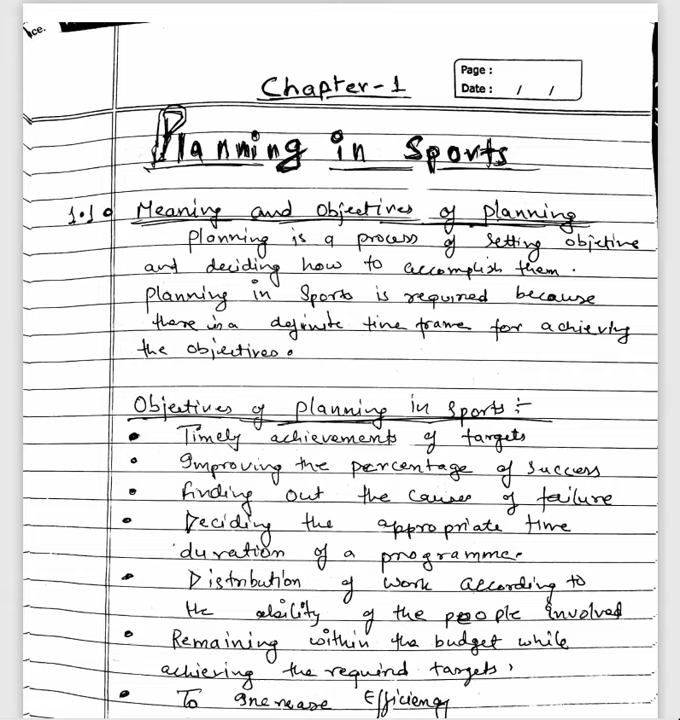 ce.
Page :
Date : / /
Chapter-1
Planning in Sports
1.1. Meaning and Objectives of planning
planning is a process of setting objetine
and deciding how to accomplish them.
planning in Sports is required because
there is a definite time frame for achieving
the objectives.
Objectives of planning in sports :-
• Timely achievements of targets
• Improving the percentage of success
• finding out the causes of failure
• Deciding the appropriate time
duration of a programme.
• Distribution of work according to
the ability of the people involved
• Remaining within the budget while
achieving the required targets,
• To Increase Efficiency